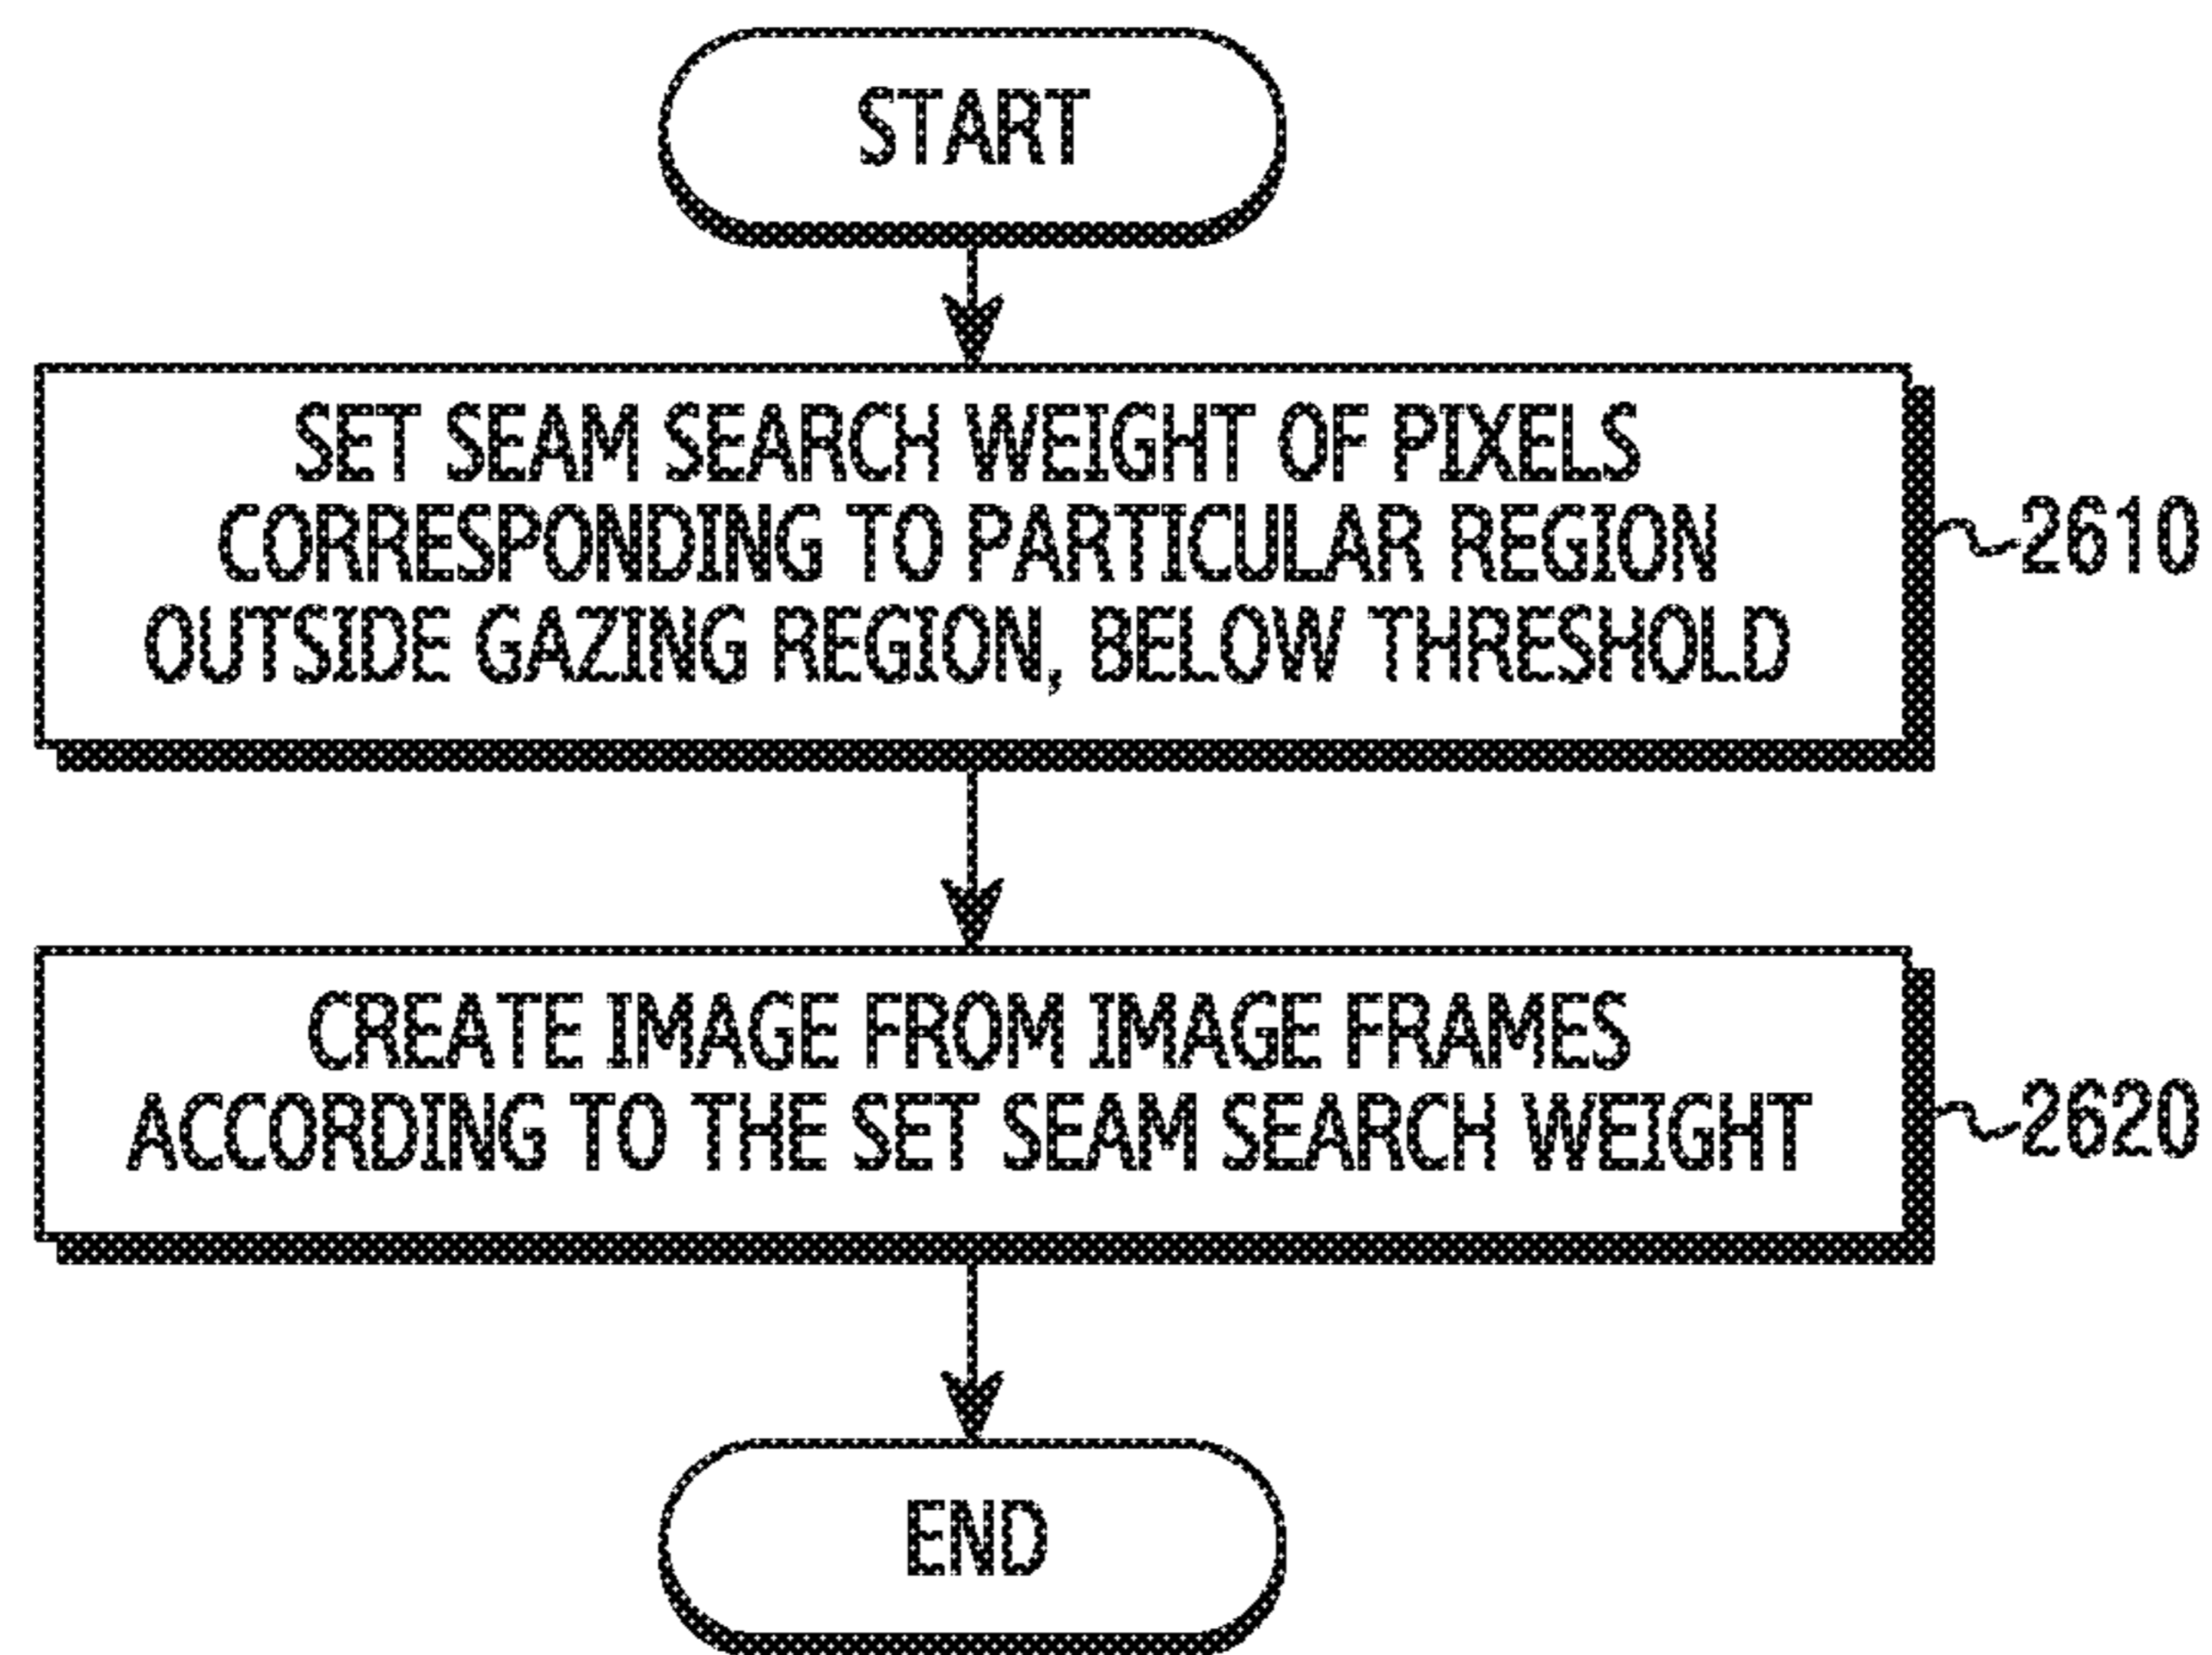 START
SET SEAM SEARCH WEIGHT OF PIXELS
CORRESPONDING TO PARTICULAR REGION
OUTSIDE GAZING REGION, BELOW THRESHOLD
2610
CREATE IMAGE FROM IMAGE FRAMES
ACCORDING TO THE SET SEAM SEARCH WEIGHT
2620
END